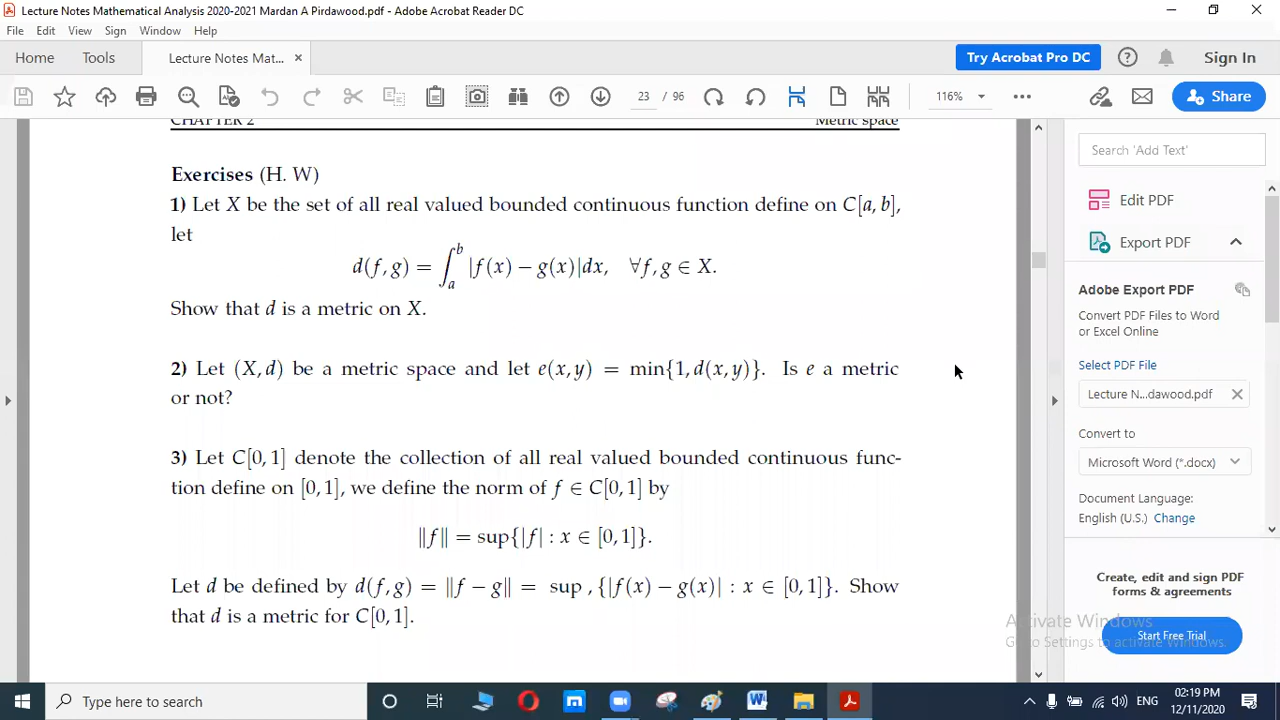 Lecture Notes Mathematical Analysis 2020-2021 Mardan A Pirdawood.pdf - Adobe Acrobat Reader DC
File Edit View Sign Window Help
Home Tools Lecture Notes Mat... × Try Acrobat Pro DC Sign In
23 / 96 116% Share
CHAPTER 2 Metric space
Exercises (H. W)
1) Let X be the set of all real valued bounded continuous function define on C[a, b],
let
d(f, g) = ∫_a^b |f(x) − g(x)|dx, ∀f, g ∈ X.
Show that d is a metric on X.
2) Let (X, d) be a metric space and let e(x, y) = min{1, d(x, y)}. Is e a metric
or not?
3) Let C[0, 1] denote the collection of all real valued bounded continuous func-
tion define on [0, 1], we define the norm of f ∈ C[0, 1] by
‖f‖ = sup{|f| : x ∈ [0, 1]}.
Let d be defined by d(f, g) = ‖f − g‖ = sup , {|f(x) − g(x)| : x ∈ [0, 1]}. Show
that d is a metric for C[0, 1].
Search 'Add Text'
Edit PDF
Export PDF
Adobe Export PDF
Convert PDF Files to Word
or Excel Online
Select PDF File
Lecture N...dawood.pdf ×
Convert to
Microsoft Word (*.docx)
Document Language:
English (U.S.) Change
Create, edit and sign PDF
forms & agreements
Start Free Trial
Activate Windows
Go to Settings to activate Windows.
Type here to search
ENG
02:19 PM
12/11/2020